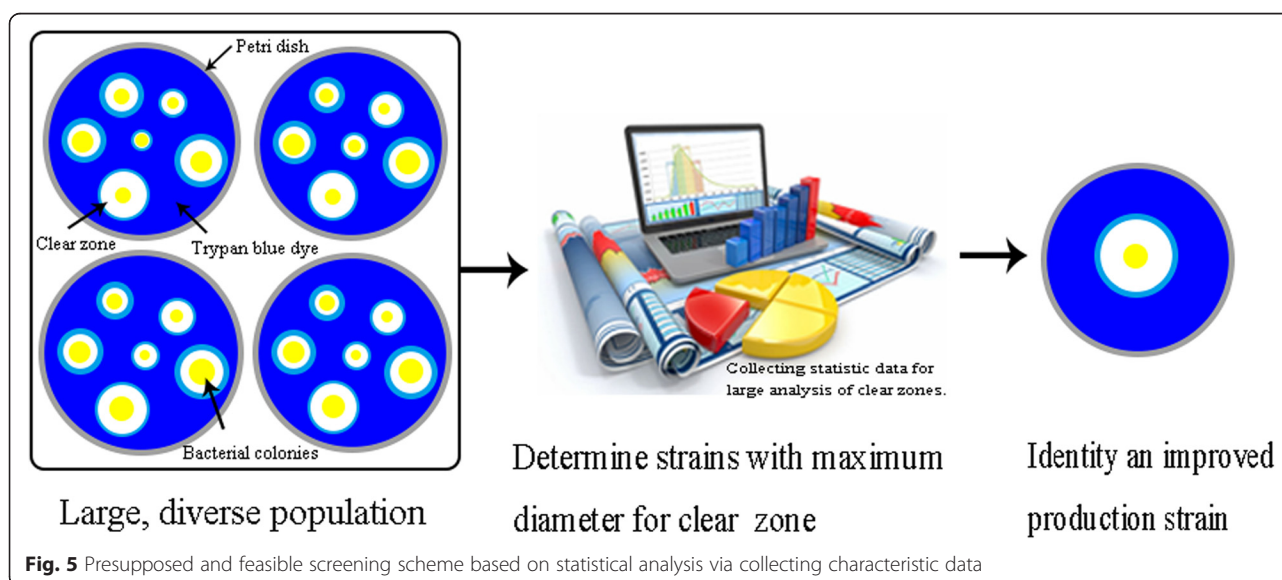 Petri dish
Clear zone
Trypan blue dye
Bacterial colonies
Large, diverse population
Collecting statistic data for
large analysis of clear zones.
Determine strains with maximum
diameter for clear zone
Identity an improved
production strain
Fig. 5 Presupposed and feasible screening scheme based on statistical analysis via collecting characteristic data